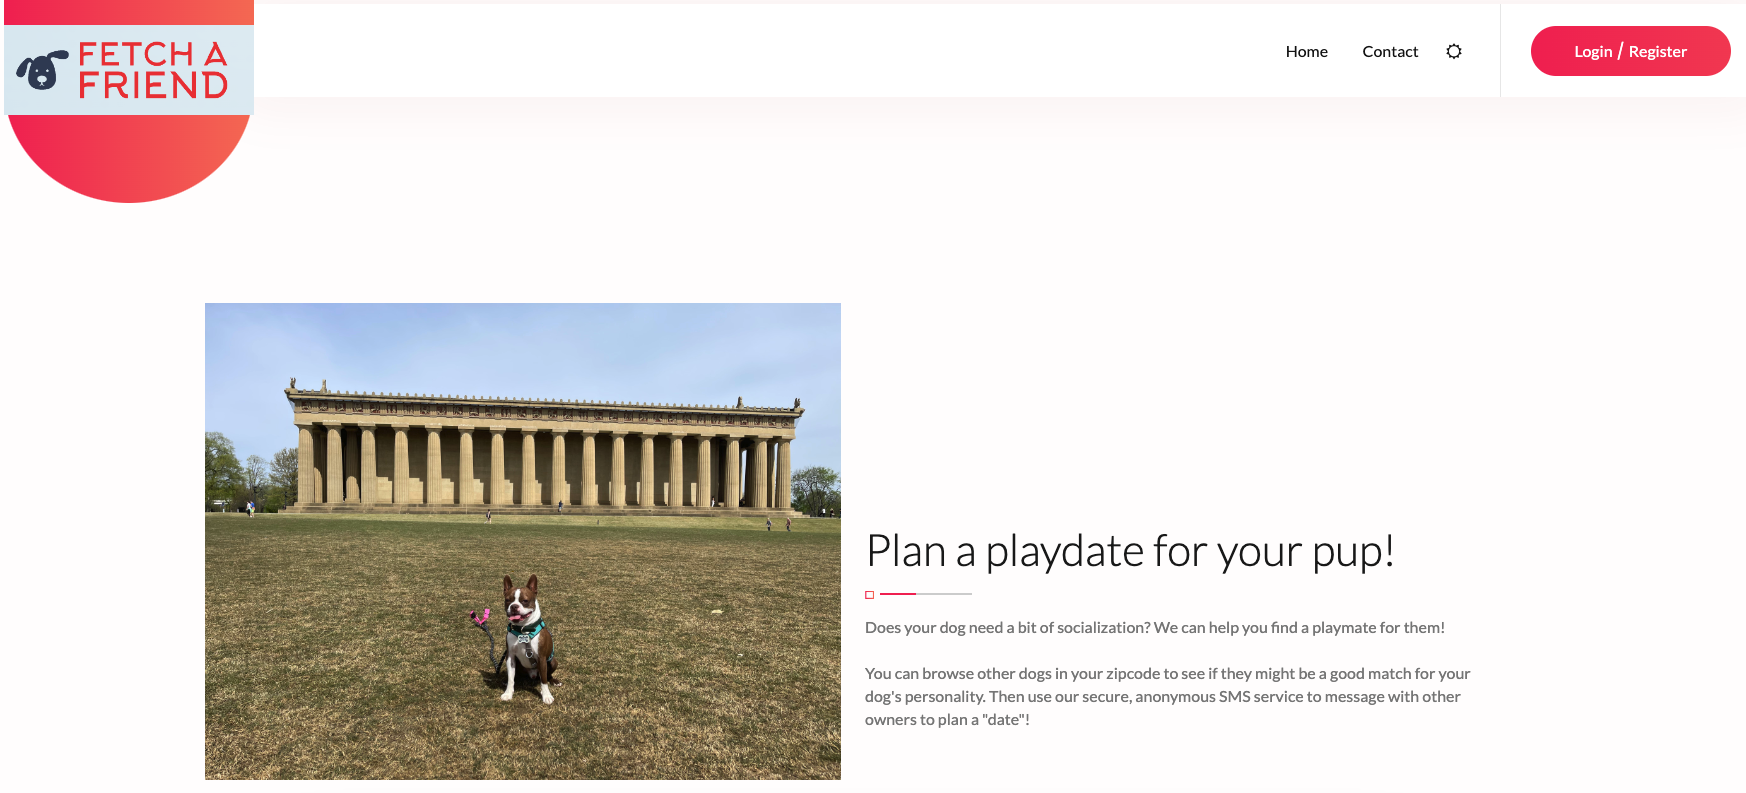 FETCH A
FRIEND
Home
Contact
Login / Register
Plan a playdate for your pup!
Does your dog need a bit of socialization? We can help you find a playmate for them!
You can browse other dogs in your zipcode to see if they might be a good match for your
dog's personality. Then use our secure, anonymous SMS service to message with other
owners to plan a "date"!